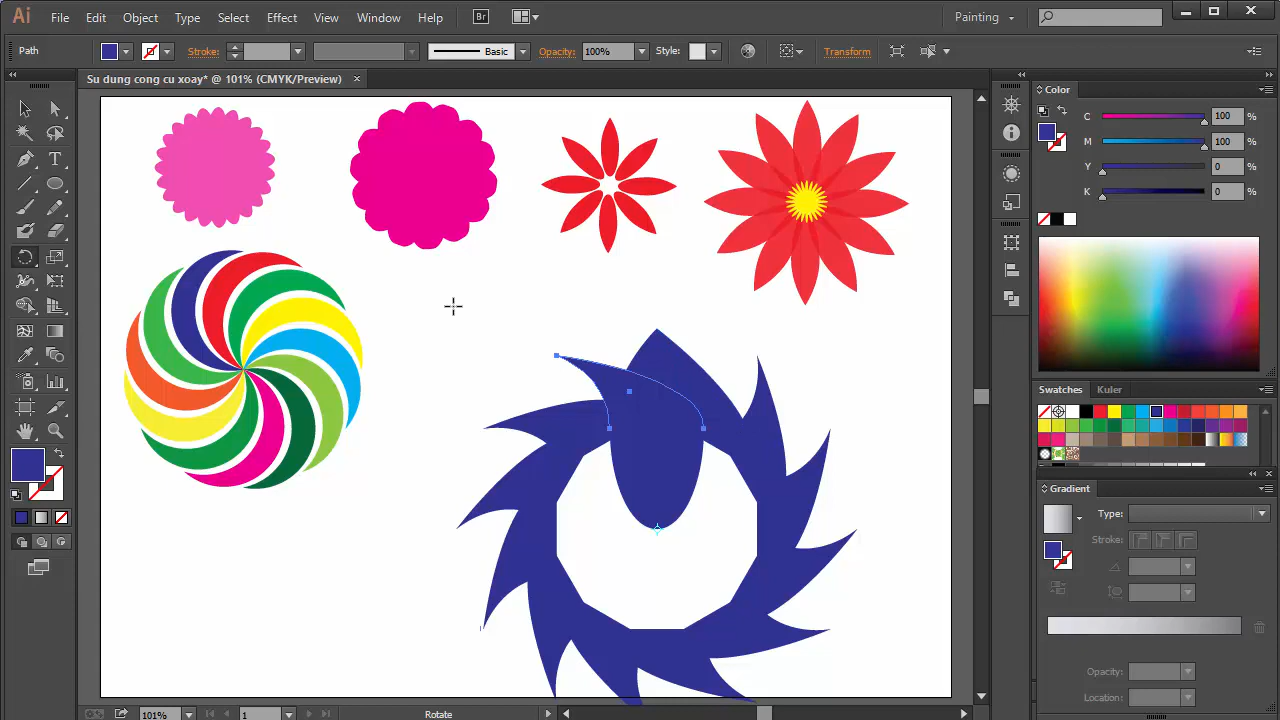 Ai File Edit Object Type Select Effect View Window Help Br Painting
Path Stroke: Basic Opacity: 100% Style: Transform
Su dung cong cu xoay* @ 101% (CMYK/Preview) ×
Color
C 100 %
M 100 %
Y 0 %
K 0 %
Swatches Kuler
Gradient
Type:
Stroke:
Opacity:
Location:
101% 1 Rotate